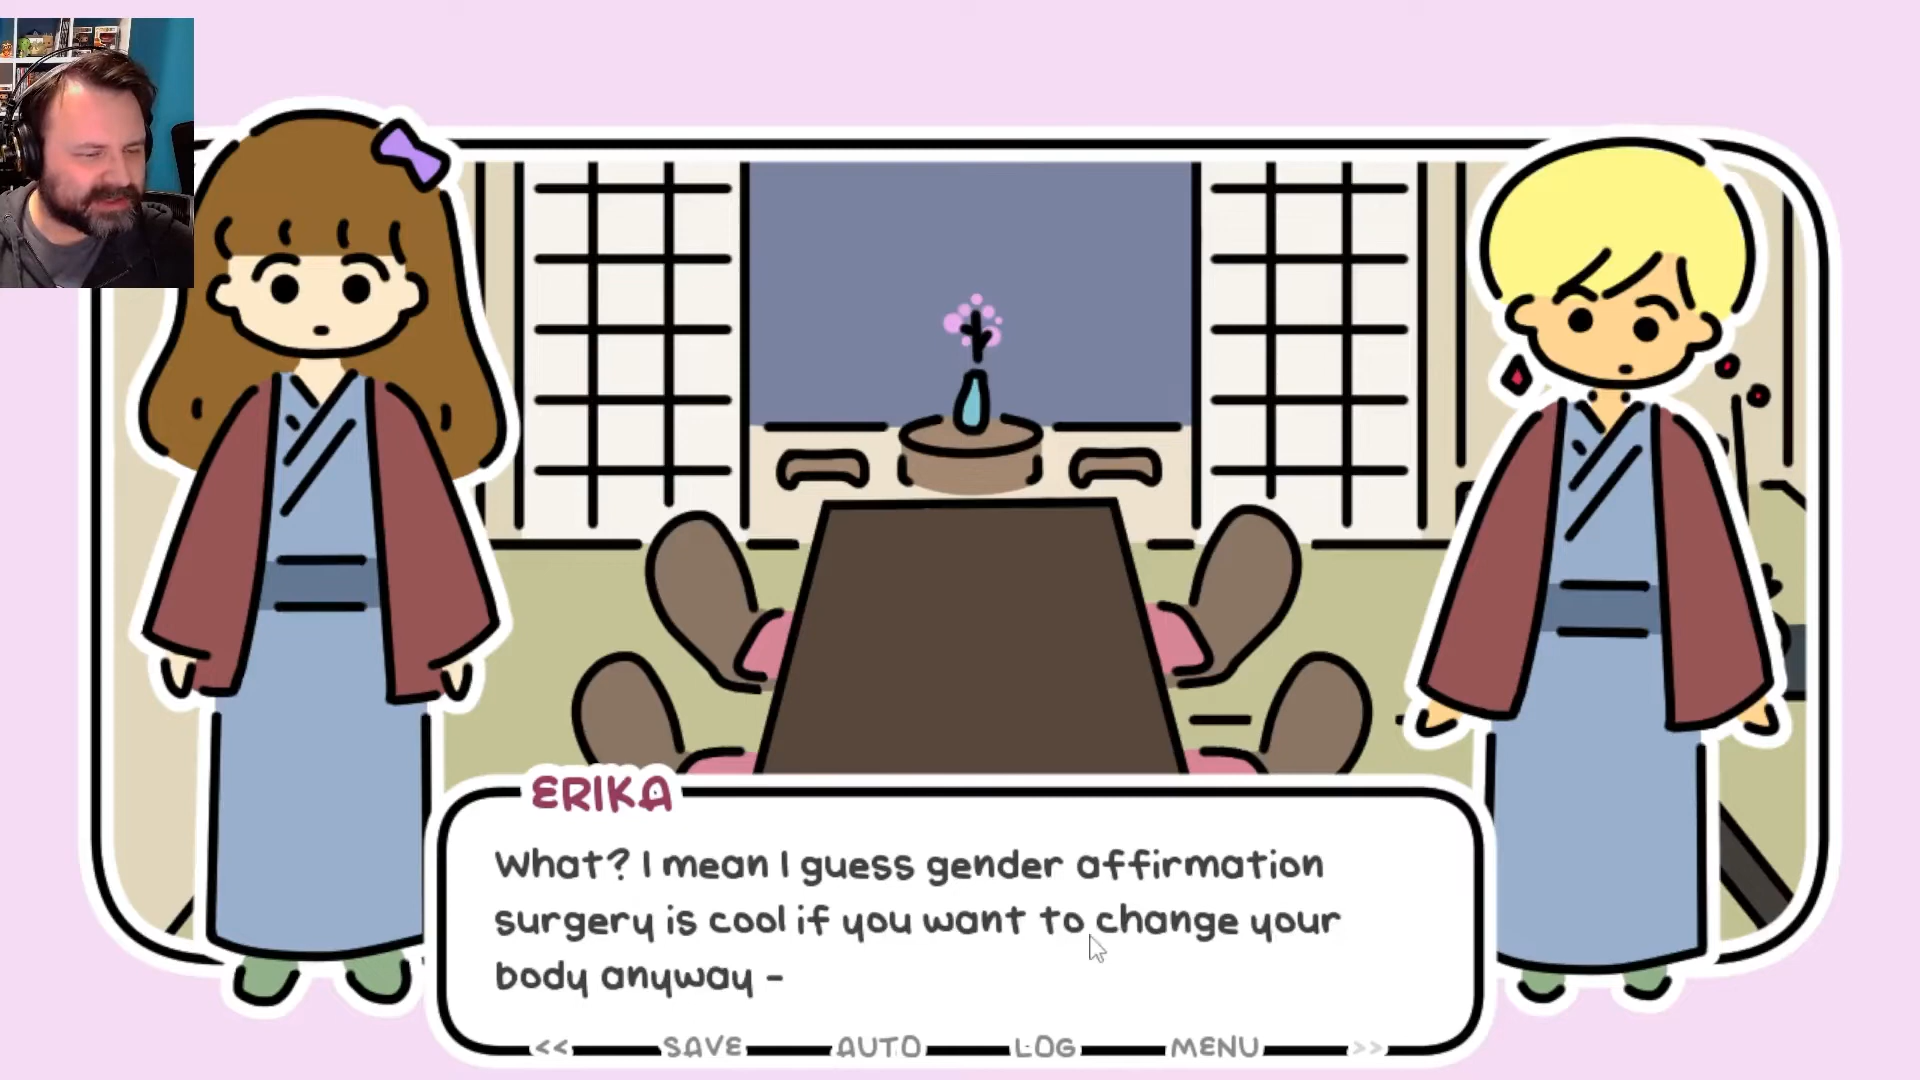 ERIKA
What? I mean I guess gender affirmation
surgery is cool if you want to change your
body anyway -
<< SAVE AUTO LOG MENU >>